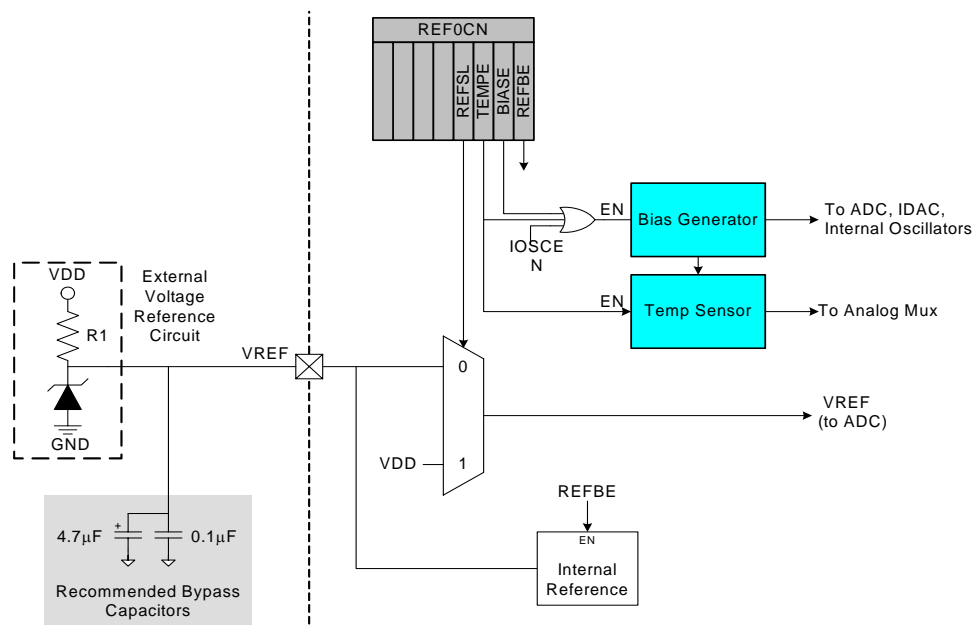 REF0CN
REFSL
TEMPE
BIASE
REFBE
EN
Bias Generator
To ADC, IDAC,
Internal Oscillators
IOSCE
N
EN
Temp Sensor
To Analog Mux
VDD
R1
GND
External
Voltage
Reference
Circuit
VREF
0
1
VDD
VREF
(to ADC)
REFBE
EN
Internal
Reference
+
4.7μF
0.1μF
Recommended Bypass
Capacitors